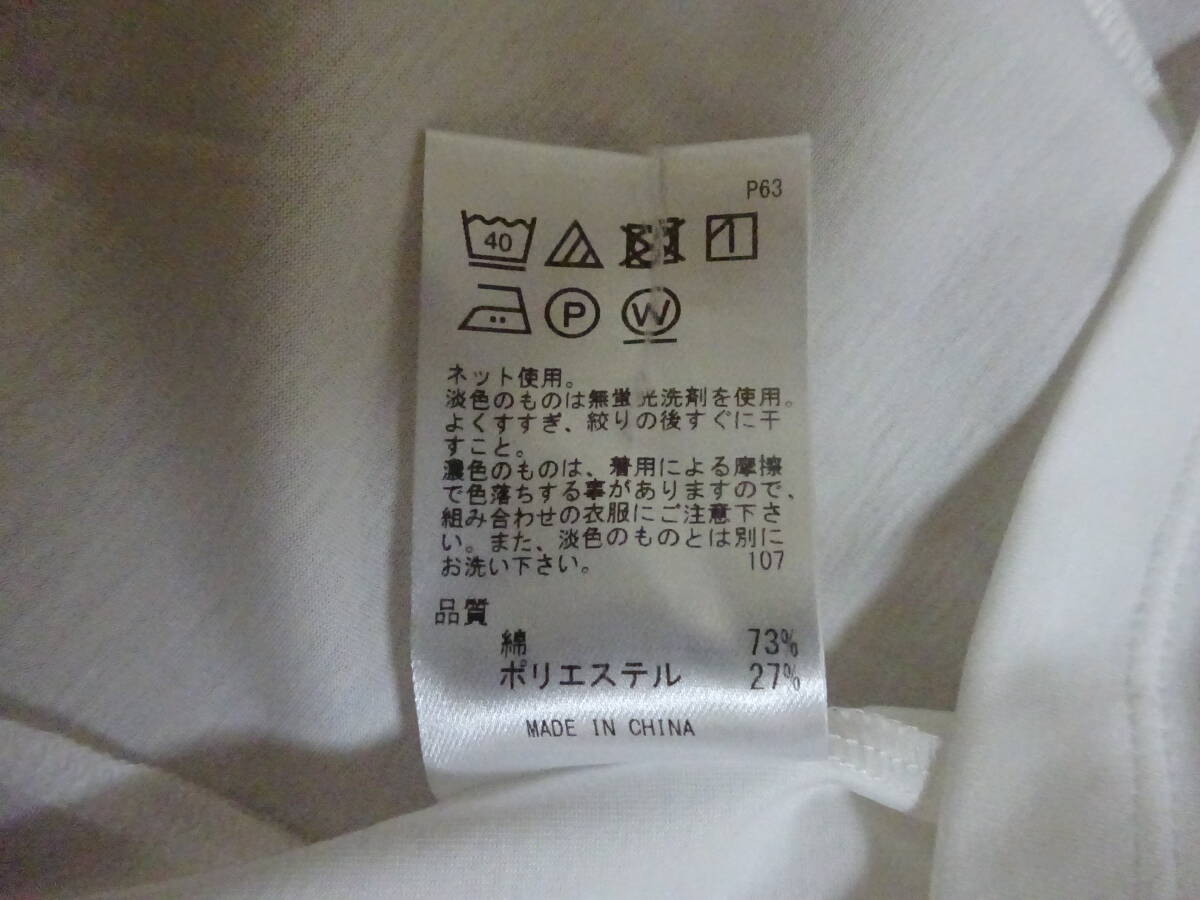 P63
40
P W
ネット使用。
淡色のものは無蛍光洗剤を使用。
よくすすぎ、絞りの後すぐに干
すこと。
濃色のものは、着用による摩擦
で色落ちする事がありますので、
組み合わせの衣服にご注意下さ
い。また、淡色のものとは別に
お洗い下さい。 107
品質
綿 73%
ポリエステル 27%
MADE IN CHINA